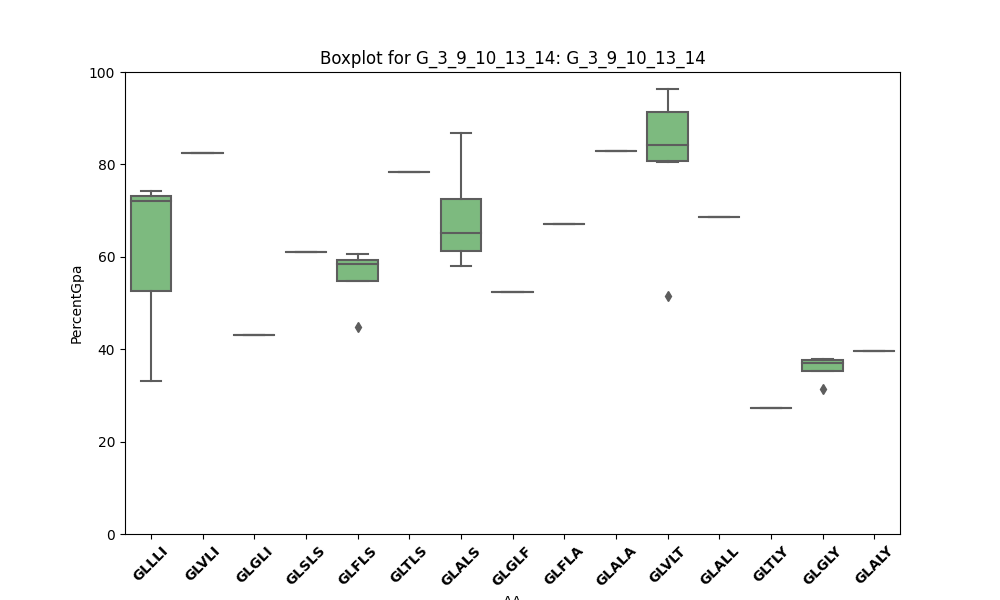 Boxplot for G_3_9_10_13_14: G_3_9_10_13_14
100
80
60
40
20
0
PercentGpa
GLLLI
GLVLI
GLGLI
GLSLS
GLFLS
GLTLS
GLALS
GLGLF
GLFLA
GLALA
GLVLT
GLALL
GLTLY
GLGLY
GLALY
AA